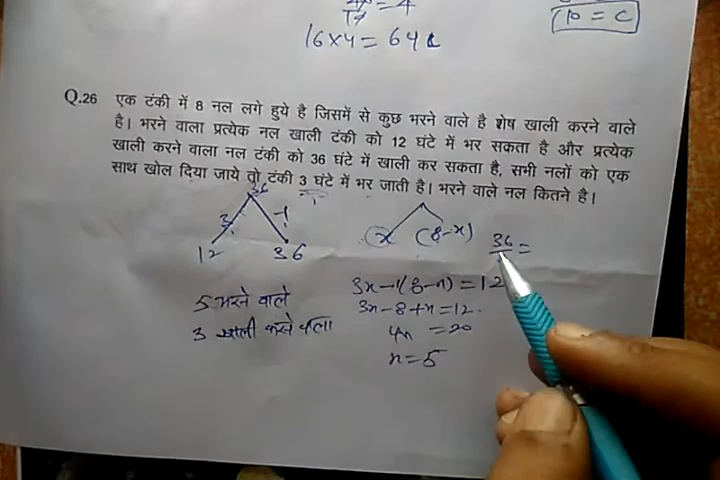 = 4
16×4 = 64
10 = C
Q.26 एक टंकी में 8 नल लगे हुये है जिसमें से कुछ भरने वाले है शेष खाली करने वाले
है। भरने वाला प्रत्येक नल खाली टंकी को 12 घंटे में भर सकता है और प्रत्येक
खाली करने वाला नल टंकी को 36 घंटे में खाली कर सकता है, सभी नलों को एक
साथ खोल दिया जाये तो टंकी 3 घंटे में भर जाती है। भरने वाले नल कितने है।
36
3 -1
12 36
x (8-x)
36 =
5 भरने वाले
3 खाली करने वाला
3x-1(8-x) = 12
3x-8+x=12
4x = 20
x=5